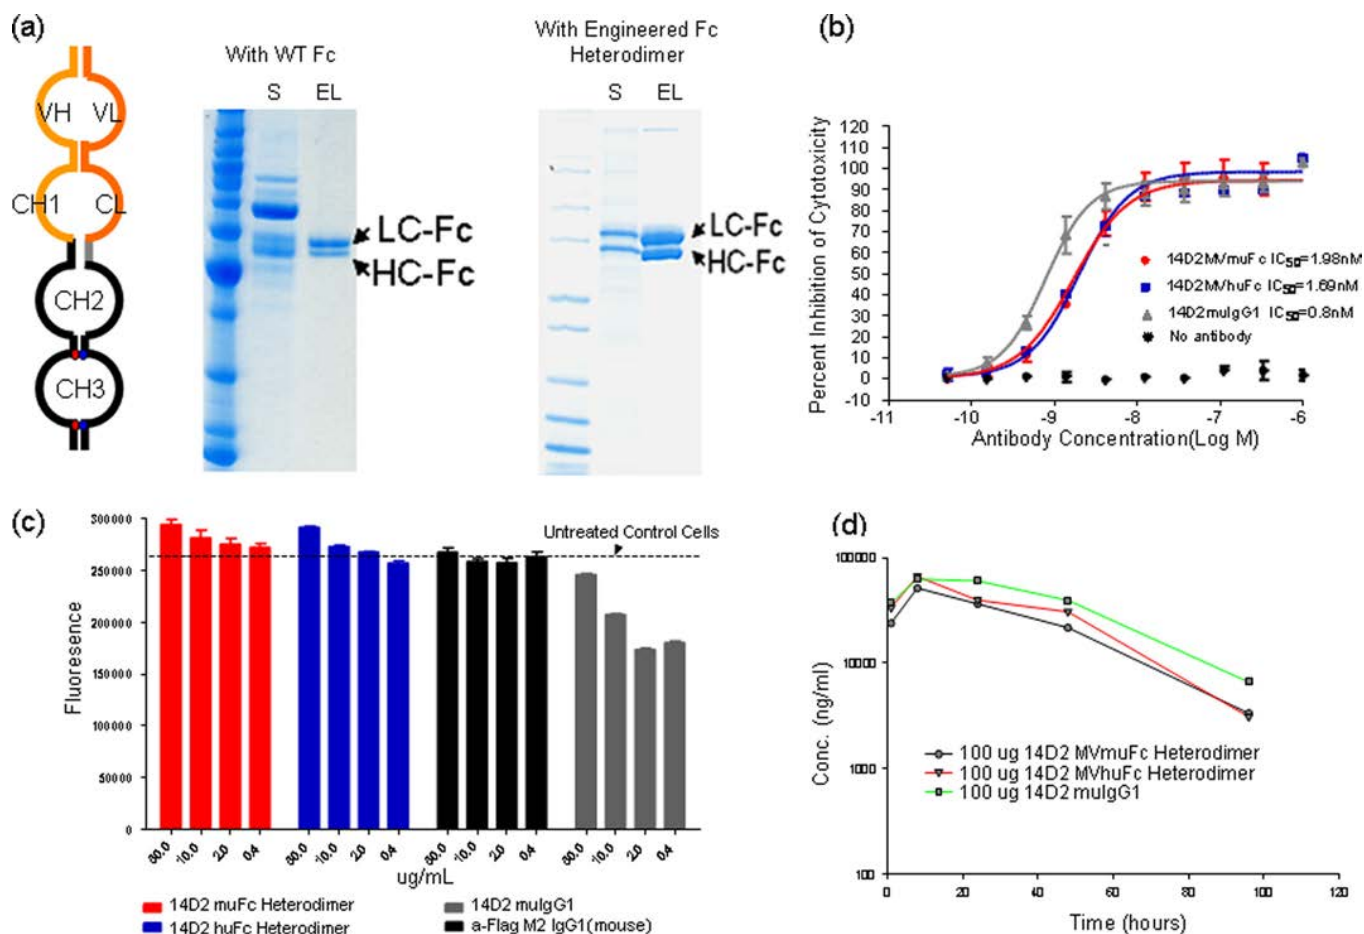 (a)
With WT Fc
S EL
With Engineered Fc
Heterodimer
S EL
VH VL
CH1 CL
CH2
CH3
LC-Fc
HC-Fc
LC-Fc
HC-Fc
(b)
Percent Inhibition of Cytotoxicity
120
110
100
90
80
70
60
50
40
30
20
10
0
-10
-11 -10 -9 -8 -7 -6
Antibody Concentration(Log M)
14D2MVmuFc IC50=1.98nM
14D2MVhuFc IC50=1.69nM
14D2muIgG1 IC50=0.8nM
No antibody
(c)
Fluoresence
300000
250000
200000
150000
100000
50000
0
Untreated Control Cells
50.0 10.0 2.0 0.4 50.0 10.0 2.0 0.4 50.0 10.0 2.0 0.4 50.0 10.0 2.0 0.4
ug/mL
14D2 muFc Heterodimer
14D2 huFc Heterodimer
14D2 muIgG1
a-Flag M2 IgG1(mouse)
(d)
Conc. (ng/ml)
100000
10000
1000
100
0 20 40 60 80 100 120
Time (hours)
100 ug 14D2 MVmuFc Heterodimer
100 ug 14D2 MVhuFc Heterodimer
100 ug 14D2 muIgG1